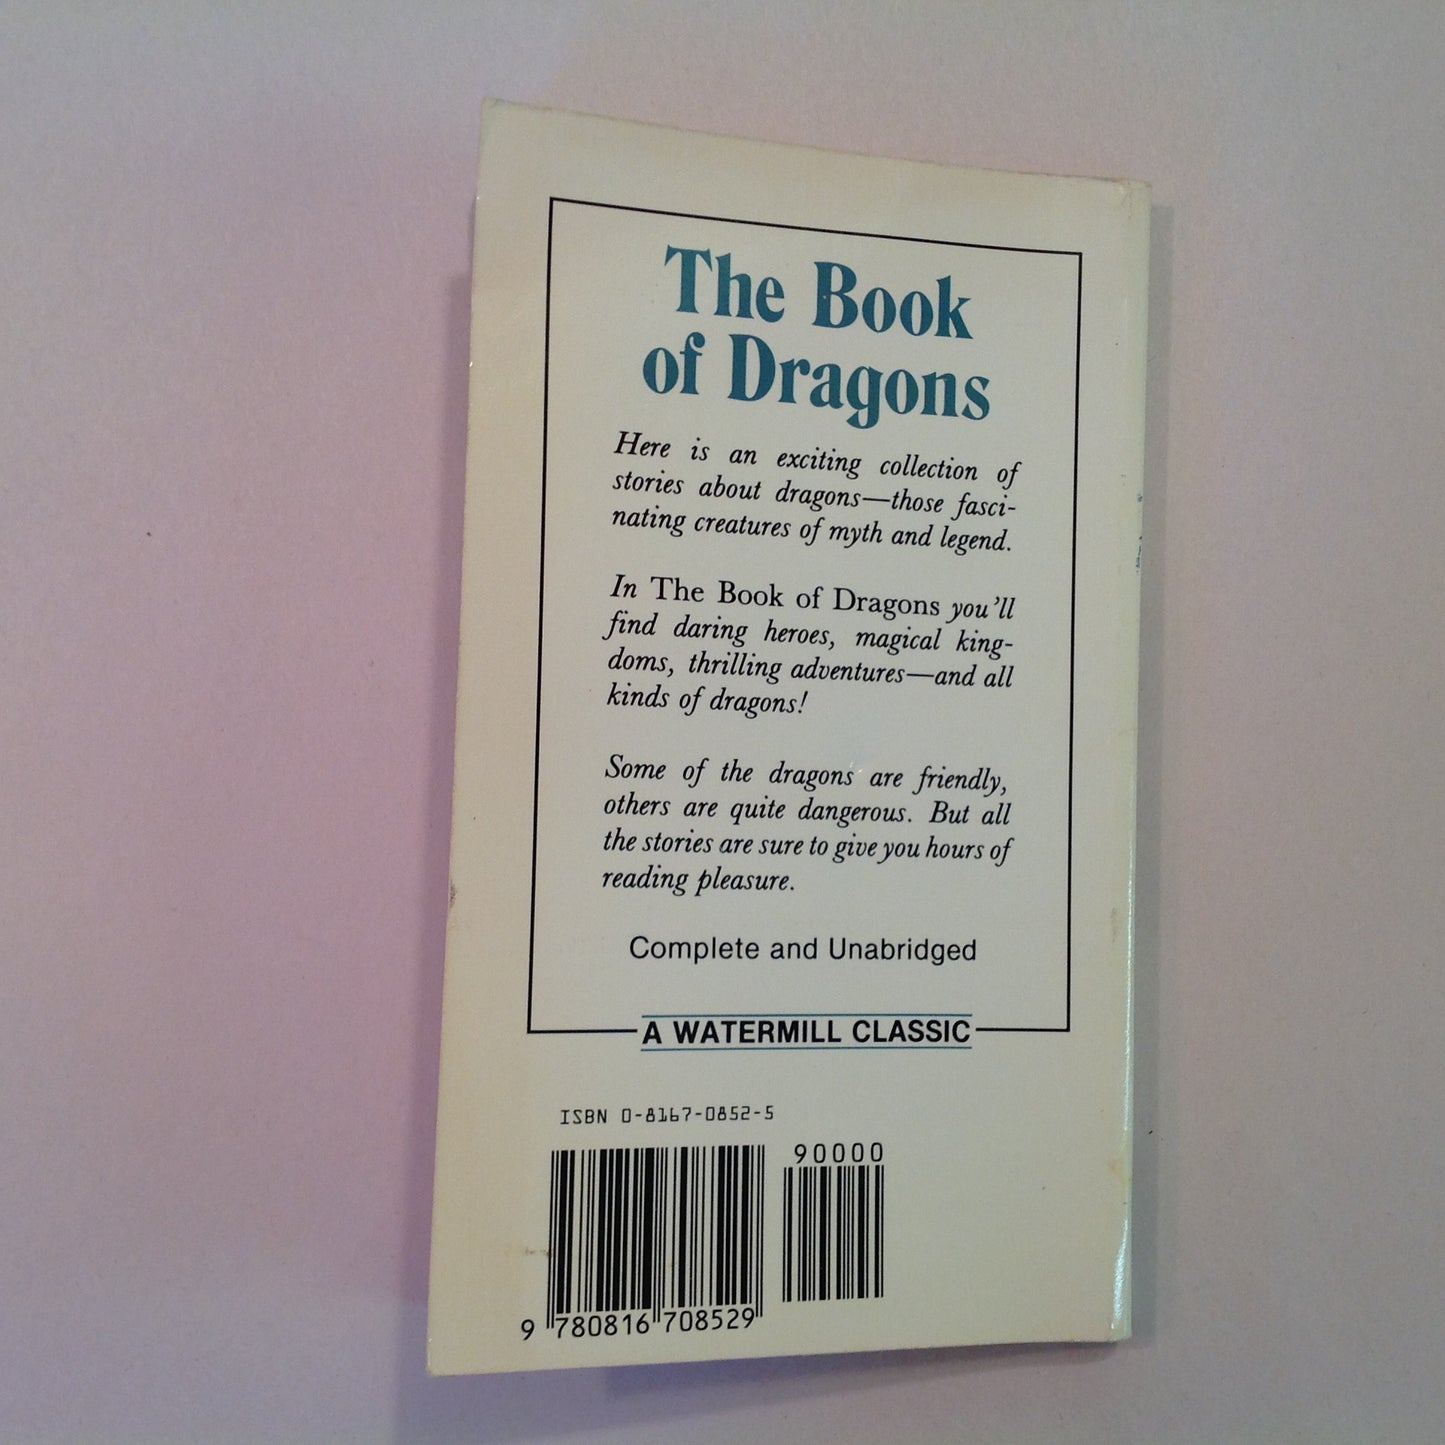 The Book
of Dragons
Here is an exciting collection of
stories about dragons—those fasci-
nating creatures of myth and legend.
In The Book of Dragons you'll
find daring heroes, magical king-
doms, thrilling adventures—and all
kinds of dragons!
Some of the dragons are friendly,
others are quite dangerous. But all
the stories are sure to give you hours of
reading pleasure.
Complete and Unabridged
A WATERMILL CLASSIC
ISBN 0-8167-0852-5
90000
9 780816 708529